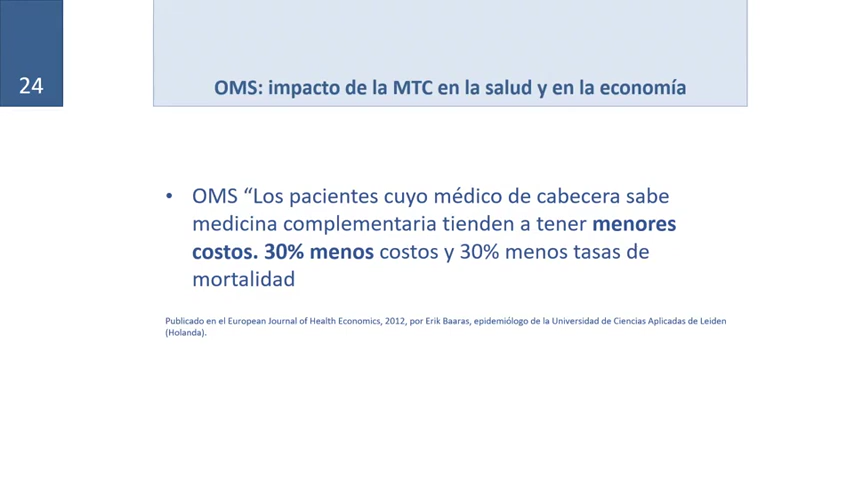 24
OMS: impacto de la MTC en la salud y en la economía
• OMS “Los pacientes cuyo médico de cabecera sabe
medicina complementaria tienden a tener menores
costos. 30% menos costos y 30% menos tasas de
mortalidad
Publicado en el European Journal of Health Economics, 2012, por Erik Baaras, epidemiólogo de la Universidad de Ciencias Aplicadas de Leiden
(Holanda).